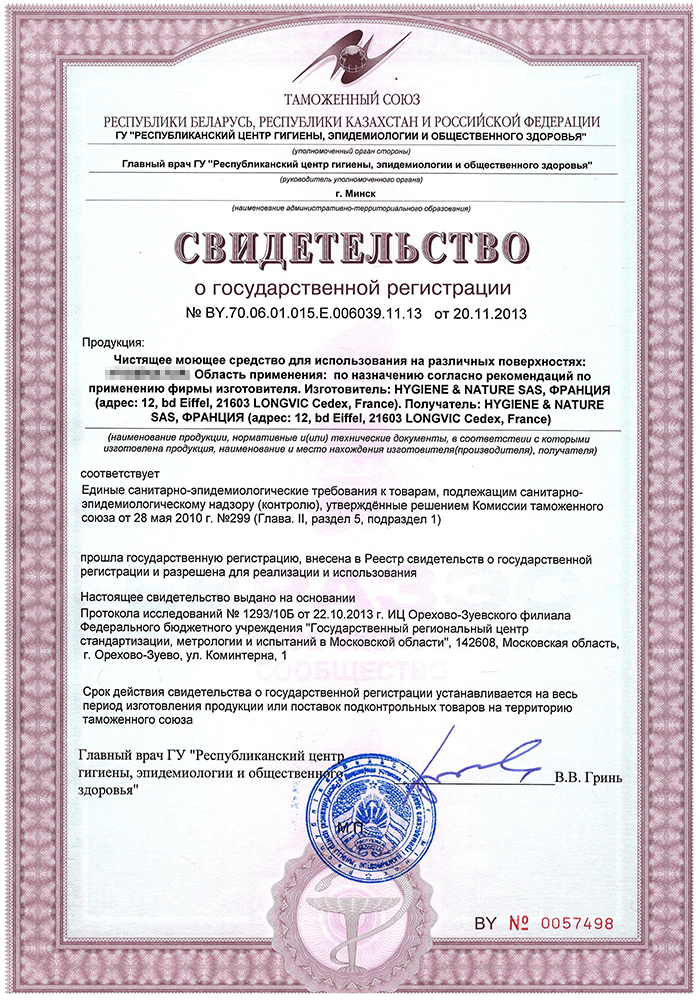 ТАМОЖЕННЫЙ СОЮЗ
РЕСПУБЛИКИ БЕЛАРУСЬ, РЕСПУБЛИКИ КАЗАХСТАН И РОССИЙСКОЙ ФЕДЕРАЦИИ
ГУ "РЕСПУБЛИКАНСКИЙ ЦЕНТР ГИГИЕНЫ, ЭПИДЕМИОЛОГИИ И ОБЩЕСТВЕННОГО ЗДОРОВЬЯ"
(уполномоченный орган стороны)
Главный врач ГУ "Республиканский центр гигиены, эпидемиологии и общественного здоровья"
(руководитель уполномоченного органа)
г. Минск
(наименование административно-территориального образования)
СВИДЕТЕЛЬСТВО
о государственной регистрации
№ BY.70.06.01.015.Е.006039.11.13 от 20.11.2013
Продукция:
Чистящее моющее средство для использования на различных поверхностях:
Область применения: по назначению согласно рекомендаций по
применению фирмы изготовителя. Изготовитель: HYGIENE & NATURE SAS, ФРАНЦИЯ
(адрес: 12, bd Eiffel, 21603 LONGVIC Cedex, France). Получатель: HYGIENE & NATURE
SAS, ФРАНЦИЯ (адрес: 12, bd Eiffel, 21603 LONGVIC Cedex, France)
(наименование продукции, нормативные и(или) технические документы, в соответствии с которыми
изготовлена продукция, наименование и место нахождения изготовителя(производителя), получателя)
соответствует
Единые санитарно-эпидемиологические требования к товарам, подлежащим санитарно-
эпидемиологическому надзору (контролю), утверждённые решением Комиссии таможенного
союза от 28 мая 2010 г. №299 (Глава. II, раздел 5, подраздел 1)
прошла государственную регистрацию, внесена в Реестр свидетельств о государственной
регистрации и разрешена для реализации и использования
Настоящее свидетельство выдано на основании
Протокола исследований № 1293/10Б от 22.10.2013 г. ИЦ Орехово-Зуевского филиала
Федерального бюджетного учреждения "Государственный региональный центр
стандартизации, метрологии и испытаний в Московской области", 142608, Московская область,
г. Орехово-Зуево, ул. Коминтерна, 1
СООБЩЕСТВО
Срок действия свидетельства о государственной регистрации устанавливается на весь
период изготовления продукции или поставок подконтрольных товаров на территорию
таможенного союза
Главный врач ГУ "Республиканский центр
гигиены, эпидемиологии и общественного
здоровья"
В.В. Гринь
М.П.
BY № 0057498